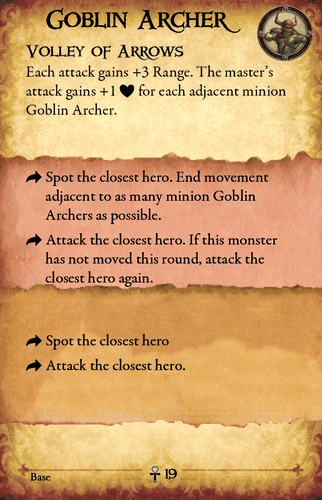 Goblin Archer
Volley of Arrows
Each attack gains +3 Range. The master's
attack gains +1 ♥ for each adjacent minion
Goblin Archer.
Spot the closest hero. End movement
adjacent to as many minion Goblin
Archers as possible.
Attack the closest hero. If this monster
has not moved this round, attack the
closest hero again.
Spot the closest hero
Attack the closest hero.
Base
☥ 19